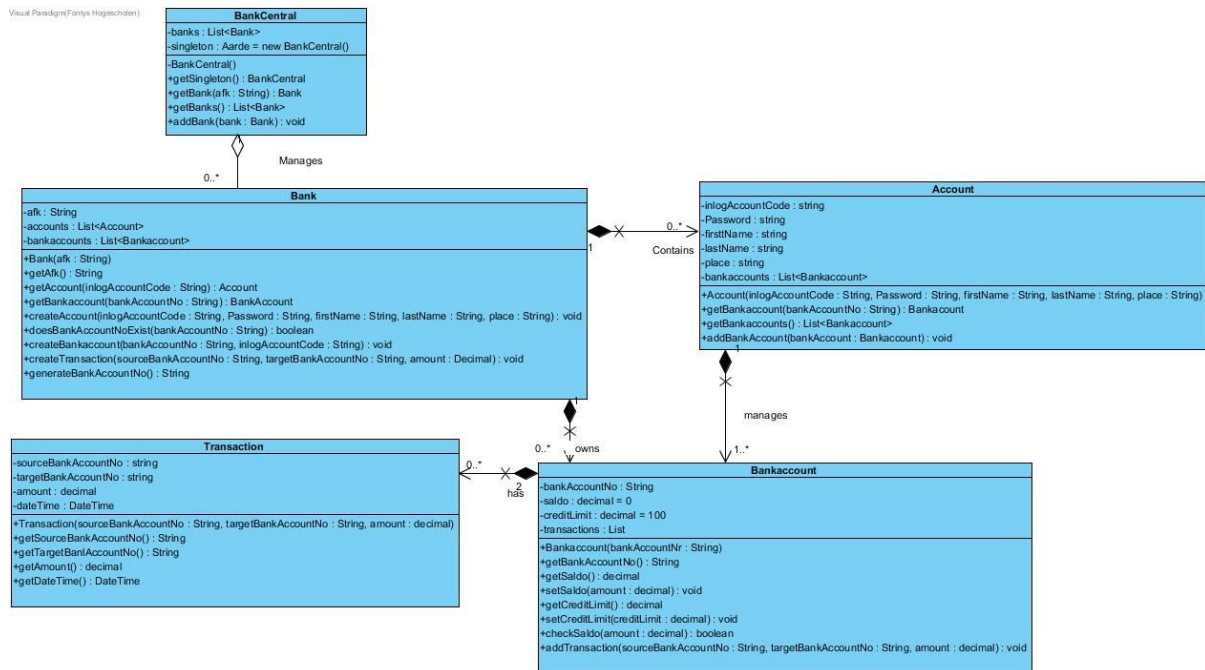 Visual Paradigm(Fontys Hogescholen)
BankCentral
-banks : List<Bank>
-singleton : Aarde = new BankCentral()
-BankCentral()
+getSingleton() : BankCentral
+getBank(afk : String) : Bank
+getBanks() : List<Bank>
+addBank(bank : Bank) : void
1
Manages
0..*
Bank
-afk : String
-accounts : List<Account>
-bankaccounts : List<Bankaccount>
+Bank(afk : String)
+getAfk() : String
+getAccount(inlogAccountCode : String) : Account
+getBankaccount(bankAccountNo : String) : BankAccount
+createAccount(inlogAccountCode : String, Password : String, firstName : String, lastName : String, place : String) : void
+doesBankAccountNoExist(bankAccountNo : String) : boolean
+createBankaccount(bankAccountNo : String, inlogAccountCode : String) : void
+createTransaction(sourceBankAccountNo : String, targetBankAccountNo : String, amount : Decimal) : void
+generateBankAccountNo() : String
1
0..*
Contains
Account
-inlogAccountCode : string
-Password : string
-firsttName : string
-lastName : string
-place : string
-bankaccounts : List<Bankaccount>
+Account(inlogAccountCode : String, Password : String, firstName : String, lastName : String, place : String)
+getBankaccount(bankAccountNo : String) : Bankacount
+getBankaccounts() : List<Bankaccount>
+addBankAccount(bankAccount : Bankaccount) : void
1
manages
1..*
1
0..*
owns
Transaction
-sourceBankAccountNo : string
-targetBankAccountNo : string
-amount : decimal
-dateTime : DateTime
+Transaction(sourceBankAccountNo : String, targetBankAccountNo : String, amount : decimal)
+getSourceBankAccountNo() : String
+getTargetBanlAccountNo() : String
+getAmount() : decimal
+getDateTime() : DateTime
0..*
2
has
Bankaccount
-bankAccountNo : String
-saldo : decimal = 0
-creditLimit : decimal = 100
-transactions : List
+Bankaccount(bankAccountNr : String)
+getBankAccountNo() : String
+getSaldo() : decimal
+setSaldo(amount : decimal) : void
+getCreditLimit() : decimal
+setCreditLimit(creditLimit : decimal) : void
+checkSaldo(amount : decimal) : boolean
+addTransaction(sourceBankAccountNo : String, targetBankAccountNo : String, amount : decimal) : void